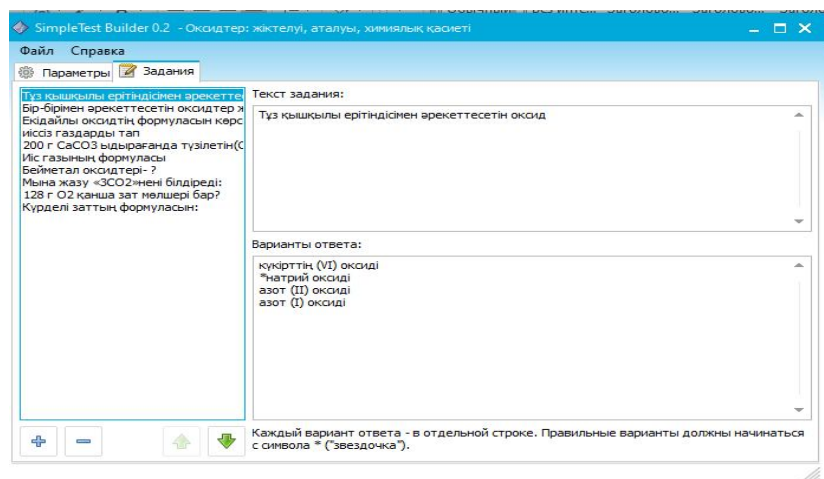 SimpleTest Builder 0.2 - Оксидтер: жіктелуі, аталуы, химиялық қасиеті
Файл Справка
Параметры Задания
Тұз қышқылы ерітіндісімен әрекетте
Бір-бірімен әрекеттесетін оксидтер ж
Екідайлы оксидтің формуласын көрс
иіссіз газдарды тап
200 г CaCO3 ыдырағанда түзілетін(С
Иіс газының формуласы
Бейметал оксидтері- ?
Мына жазу «3CO2»нені білдіреді:
128 г O2 қанша зат мөлшері бар?
Күрделі заттың формуласын:
Текст задания:
Тұз қышқылы ерітіндісімен әрекеттесетін оксид
Варианты ответа:
күкірттің (VI) оксиді
*натрий оксиді
азот (II) оксиді
азот (I) оксиді
Каждый вариант ответа - в отдельной строке. Правильные варианты должны начинаться
с символа * ("звездочка").